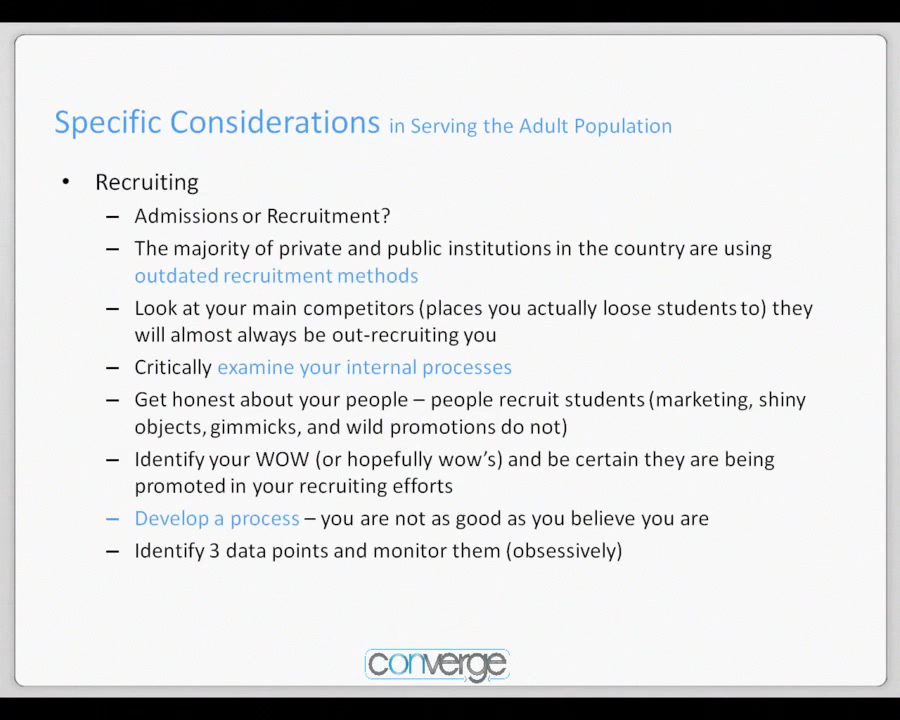 Specific Considerations in Serving the Adult Population
• Recruiting
– Admissions or Recruitment?
– The majority of private and public institutions in the country are using
outdated recruitment methods
– Look at your main competitors (places you actually loose students to) they
will almost always be out-recruiting you
– Critically examine your internal processes
– Get honest about your people – people recruit students (marketing, shiny
objects, gimmicks, and wild promotions do not)
– Identify your WOW (or hopefully wow's) and be certain they are being
promoted in your recruiting efforts
– Develop a process – you are not as good as you believe you are
– Identify 3 data points and monitor them (obsessively)
converge